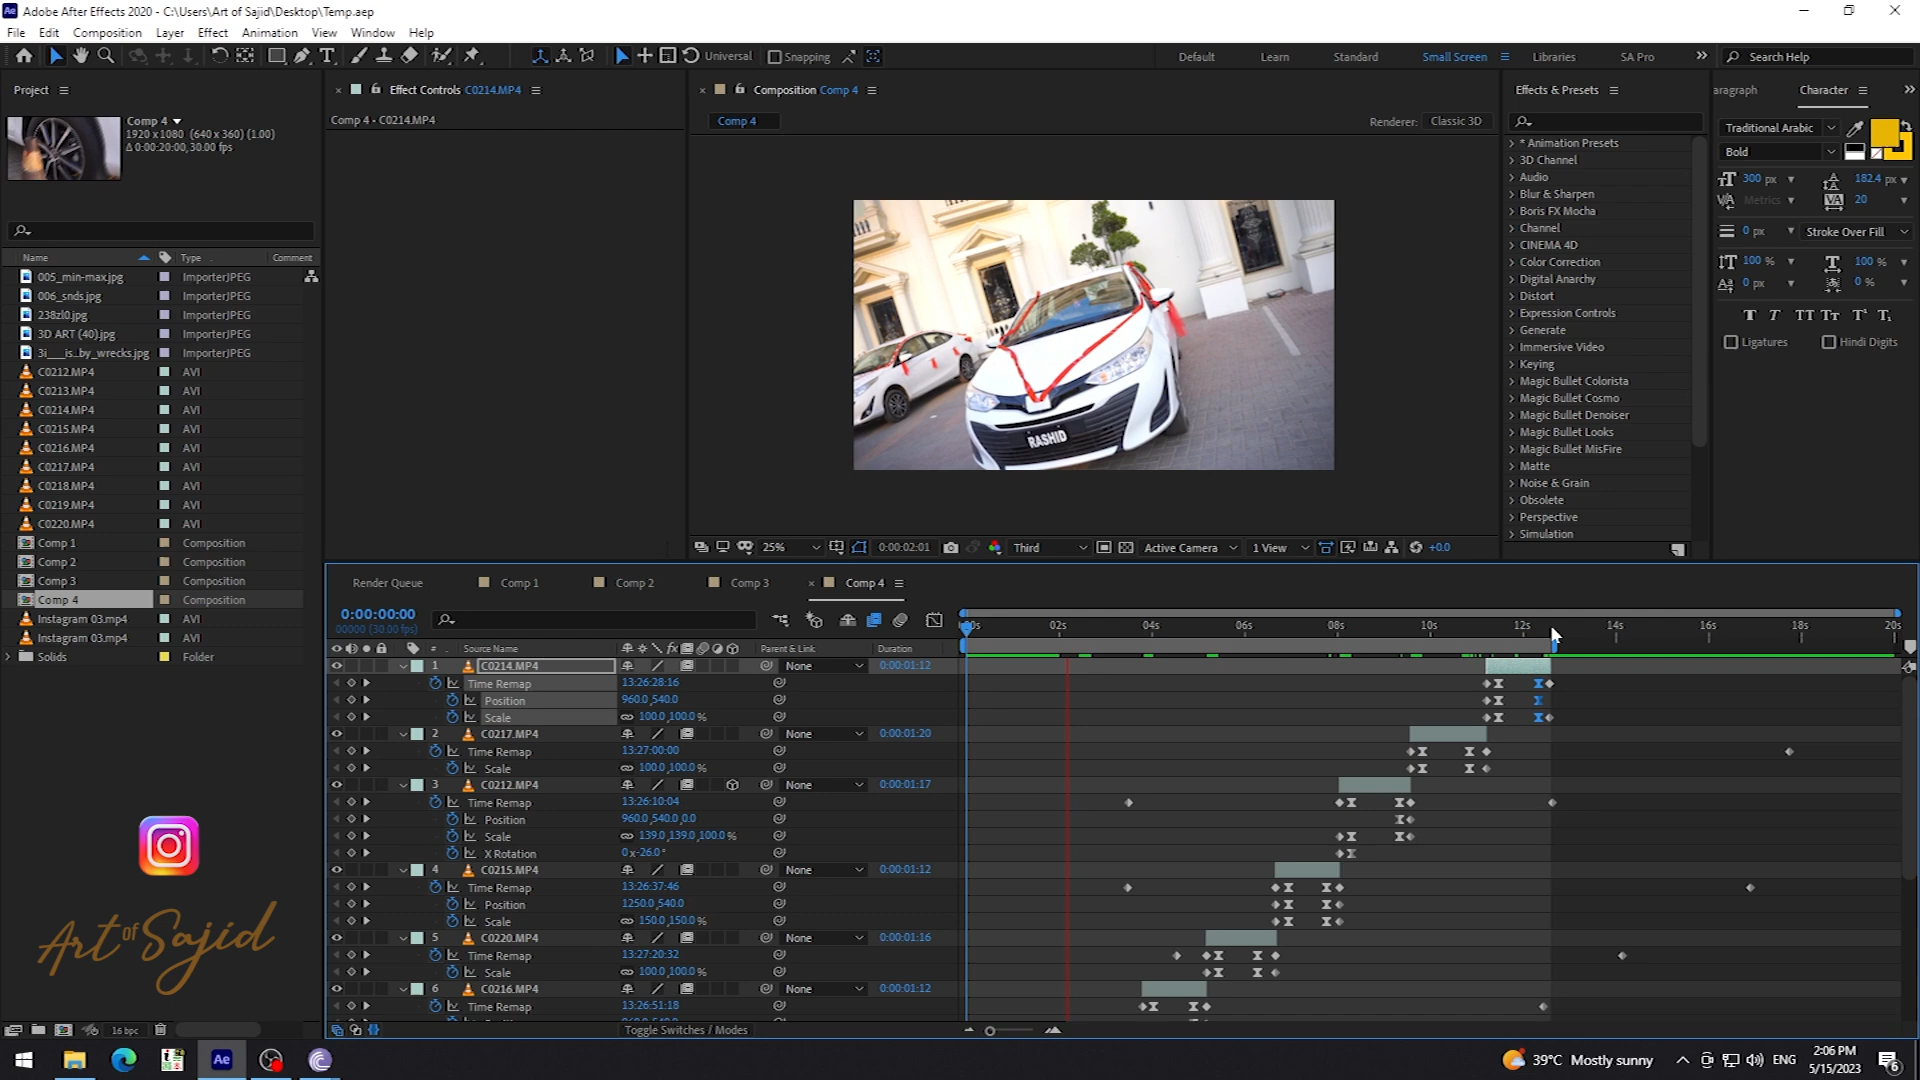 Adobe After Effects 2020 - C:\Users\Art of Sajid\Desktop\Temp.aep
File Edit Composition Layer Effect Animation View Window Help
Universal Snapping Default Learn Standard Small Screen Libraries SA Pro Search Help
Project
Comp 4
1920 x 1080 (640 x 360) (1.00)
Δ 0:00:20:00, 30.00 fps
Name Type Comment
005_min-max.jpg ImporterJPEG
006_snds.jpg ImporterJPEG
238zl0.jpg ImporterJPEG
3D ART (40).jpg ImporterJPEG
3i___is..by_wrecks.jpg ImporterJPEG
C0212.MP4 AVI
C0213.MP4 AVI
C0214.MP4 AVI
C0215.MP4 AVI
C0216.MP4 AVI
C0217.MP4 AVI
C0218.MP4 AVI
C0219.MP4 AVI
C0220.MP4 AVI
Comp 1 Composition
Comp 2 Composition
Comp 3 Composition
Comp 4 Composition
Instagram 03.mp4 AVI
Instagram 03.mp4 AVI
Solids Folder
Art of Sajid
16 bpc
Effect Controls C0214.MP4
Comp 4 - C0214.MP4
Composition Comp 4
Comp 4
Renderer: Classic 3D
RASHID
25% 0:00:02:01 Third Active Camera 1 View +0.0
Effects & Presets
* Animation Presets
3D Channel
Audio
Blur & Sharpen
Boris FX Mocha
Channel
CINEMA 4D
Color Correction
Digital Anarchy
Distort
Expression Controls
Generate
Immersive Video
Keying
Magic Bullet Colorista
Magic Bullet Cosmo
Magic Bullet Denoiser
Magic Bullet Looks
Magic Bullet MisFire
Matte
Noise & Grain
Obsolete
Perspective
Simulation
aragraph Character
Traditional Arabic
Bold
300 px 182.4 px
Metrics 20
0 px Stroke Over Fill
100 % 100 %
0 px 0 %
T T TT Tt T' T,
Ligatures Hindi Digits
Render Queue Comp 1 Comp 2 Comp 3 Comp 4
0:00:00:00
00000 (30.00 fps)
:00s 02s 04s 06s 08s 10s 12s 14s 16s 18s 20s
# Source Name Parent & Link Duration
1 C0214.MP4 None 0:00:01:12
Time Remap 13:26:28:16
Position 960.0,540.0
Scale 100.0,100.0%
2 C0217.MP4 None 0:00:01:20
Time Remap 13:27:00:00
Scale 100.0,100.0%
3 C0212.MP4 None 0:00:01:17
Time Remap 13:26:10:04
Position 960.0,540.0,0.0
Scale 139.0,139.0,100.0%
X Rotation 0x-26.0°
4 C0215.MP4 None 0:00:01:12
Time Remap 13:26:37:46
Position 1250.0,540.0
Scale 150.0,150.0%
5 C0220.MP4 None 0:00:01:16
Time Remap 13:27:20:32
Scale 100.0,100.0%
6 C0216.MP4 None 0:00:01:12
Time Remap 13:26:51:18
Toggle Switches / Modes
Ae 39°C Mostly sunny ENG 2:06 PM
5/15/2023
6